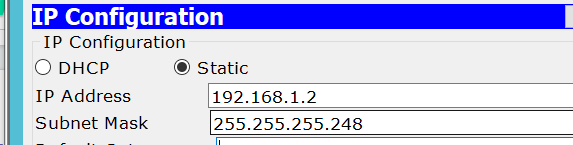 IP Configuration
IP Configuration
DHCP Static
IP Address 192.168.1.2
Subnet Mask 255.255.255.248